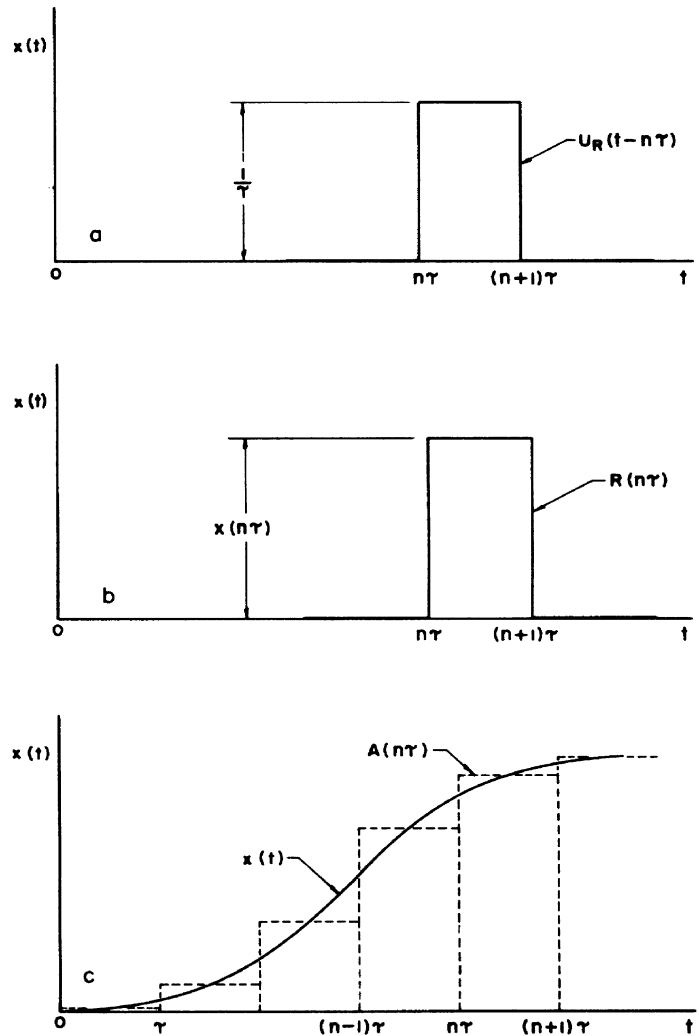 x(t)
U_R(t-nτ)
1/τ
a
0
nτ
(n+1)τ
t
x(t)
R(nτ)
x(nτ)
b
0
nτ
(n+1)τ
t
x(t)
A(nτ)
x(t)
c
0
τ
(n-1)τ
nτ
(n+1)τ
t